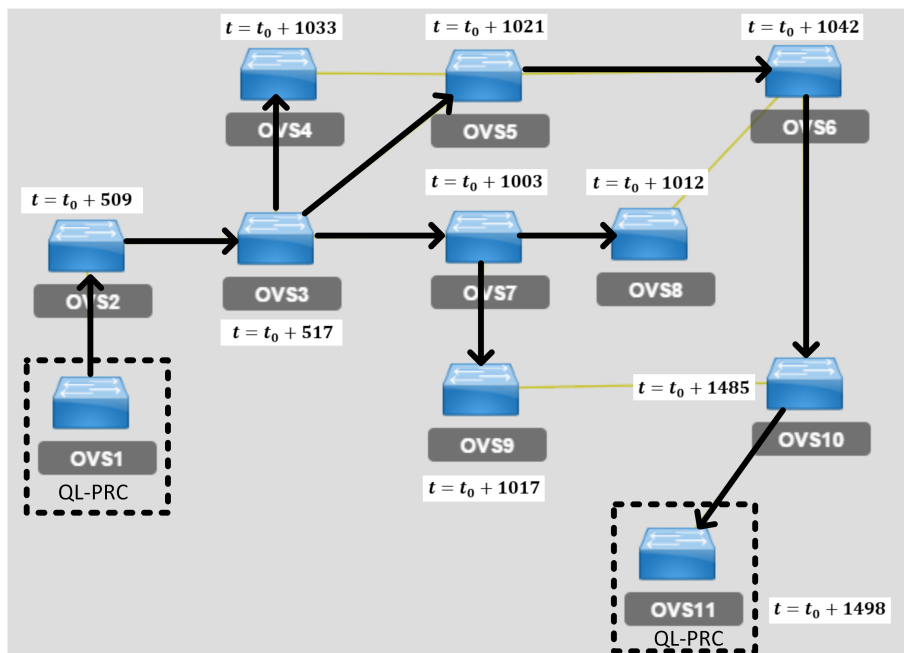 t = t₀ + 1033
t = t₀ + 1021
t = t₀ + 1042
OVS4
OVS5
OVS6
t = t₀ + 509
t = t₀ + 1003
t = t₀ + 1012
OVS2
OVS3
OVS7
OVS8
t = t₀ + 517
t = t₀ + 1485
OVS1
QL-PRC
OVS9
OVS10
t = t₀ + 1017
OVS11
t = t₀ + 1498
QL-PRC